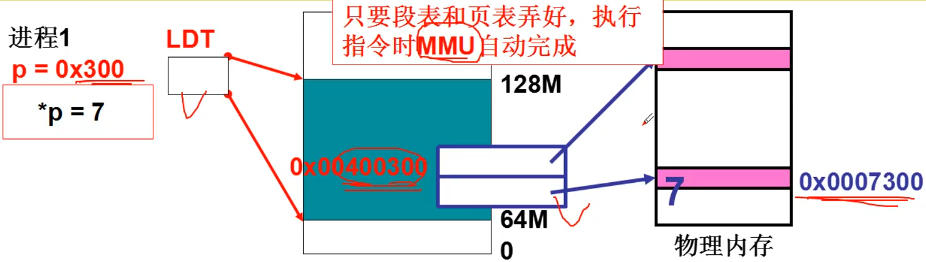 只要段表和页表弄好，执行
指令时MMU自动完成
进程1
LDT
p = 0x300
*p = 7
128M
0x00400300
7
0x0007300
64M
0
物理内存